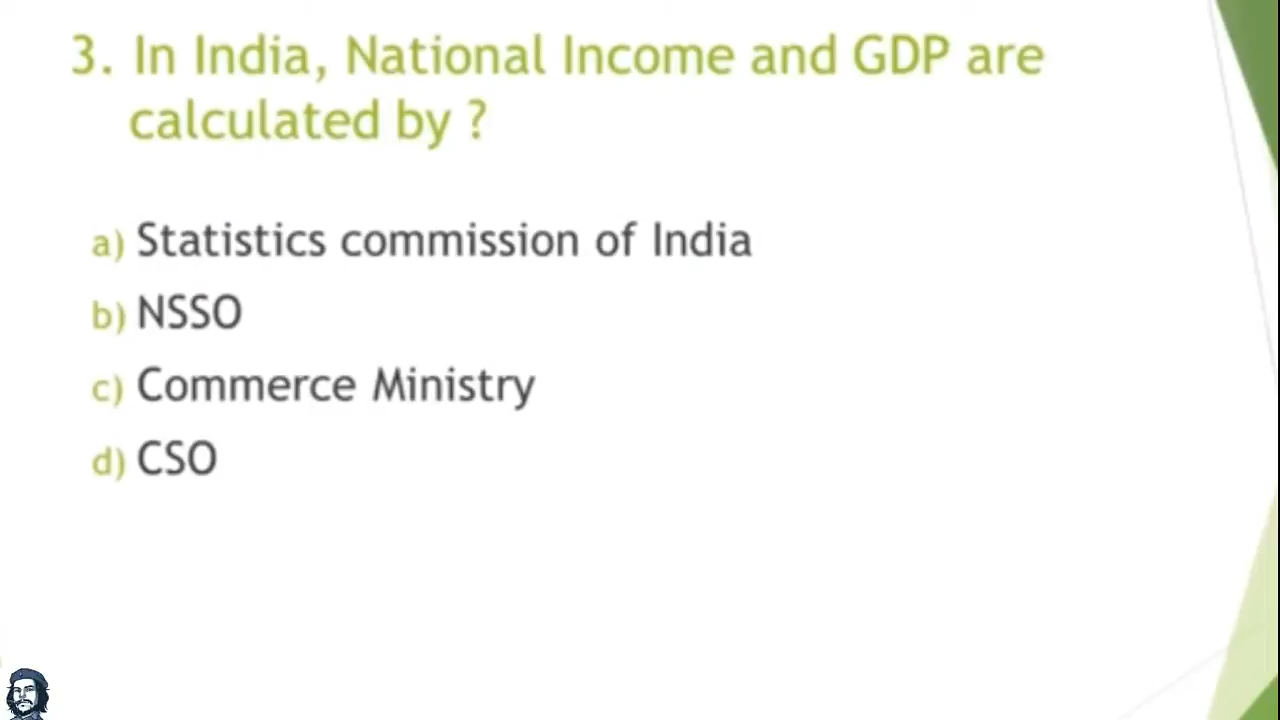 3. In India, National Income and GDP are
calculated by ?
a) Statistics commission of India
b) NSSO
c) Commerce Ministry
d) CSO